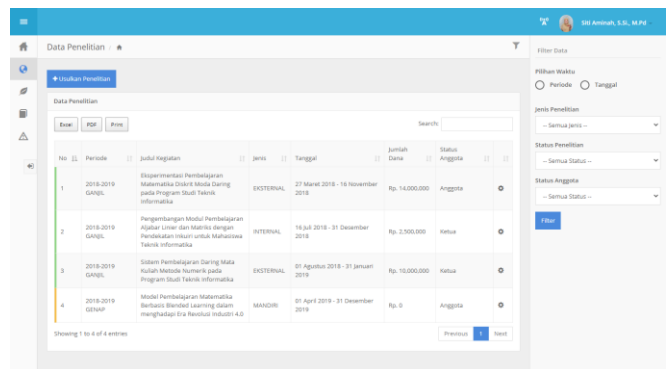 Siti Aminah, S.Si., M.Pd
Data Penelitian /
Filter Data
+ Usulkan Penelitian
Pilihan Waktu
Periode Tanggal
Data Penelitian
Jenis Penelitian
Excel PDF Print Search:
-- Semua Jenis --
Status Penelitian
-- Semua Status --
Status Anggota
-- Semua Status --
Filter
No Periode Judul Kegiatan Jenis Tanggal Jumlah Dana Status Anggota
1 2018-2019 GANJIL Eksperimentasi Pembelajaran
Matematika Diskrit Moda Daring
pada Program Studi Teknik
Informatika
EKSTERNAL 27 Maret 2018 - 16 November 2018 Rp. 14,000,000 Anggota
2 2018-2019 GANJIL Pengembangan Modul Pembelajaran
Aljabar Linier dan Matriks dengan
Pendekatan Inkuiri untuk Mahasiswa
Teknik Informatika
INTERNAL 16 Juli 2018 - 31 Desember 2018 Rp. 2,500,000 Ketua
3 2018-2019 GANJIL Sistem Pembelajaran Daring Mata
Kuliah Metode Numerik pada
Program Studi Teknik Informatika
EKSTERNAL 01 Agustus 2018 - 31 Januari 2019 Rp. 10,000,000 Ketua
4 2018-2019 GENAP Model Pembelajaran Matematika
Berbasis Blended Learning dalam
menghadapi Era Revolusi Industri 4.0
MANDIRI 01 April 2019 - 31 Desember 2019 Rp. 0 Anggota
Showing 1 to 4 of 4 entries
Previous 1 Next